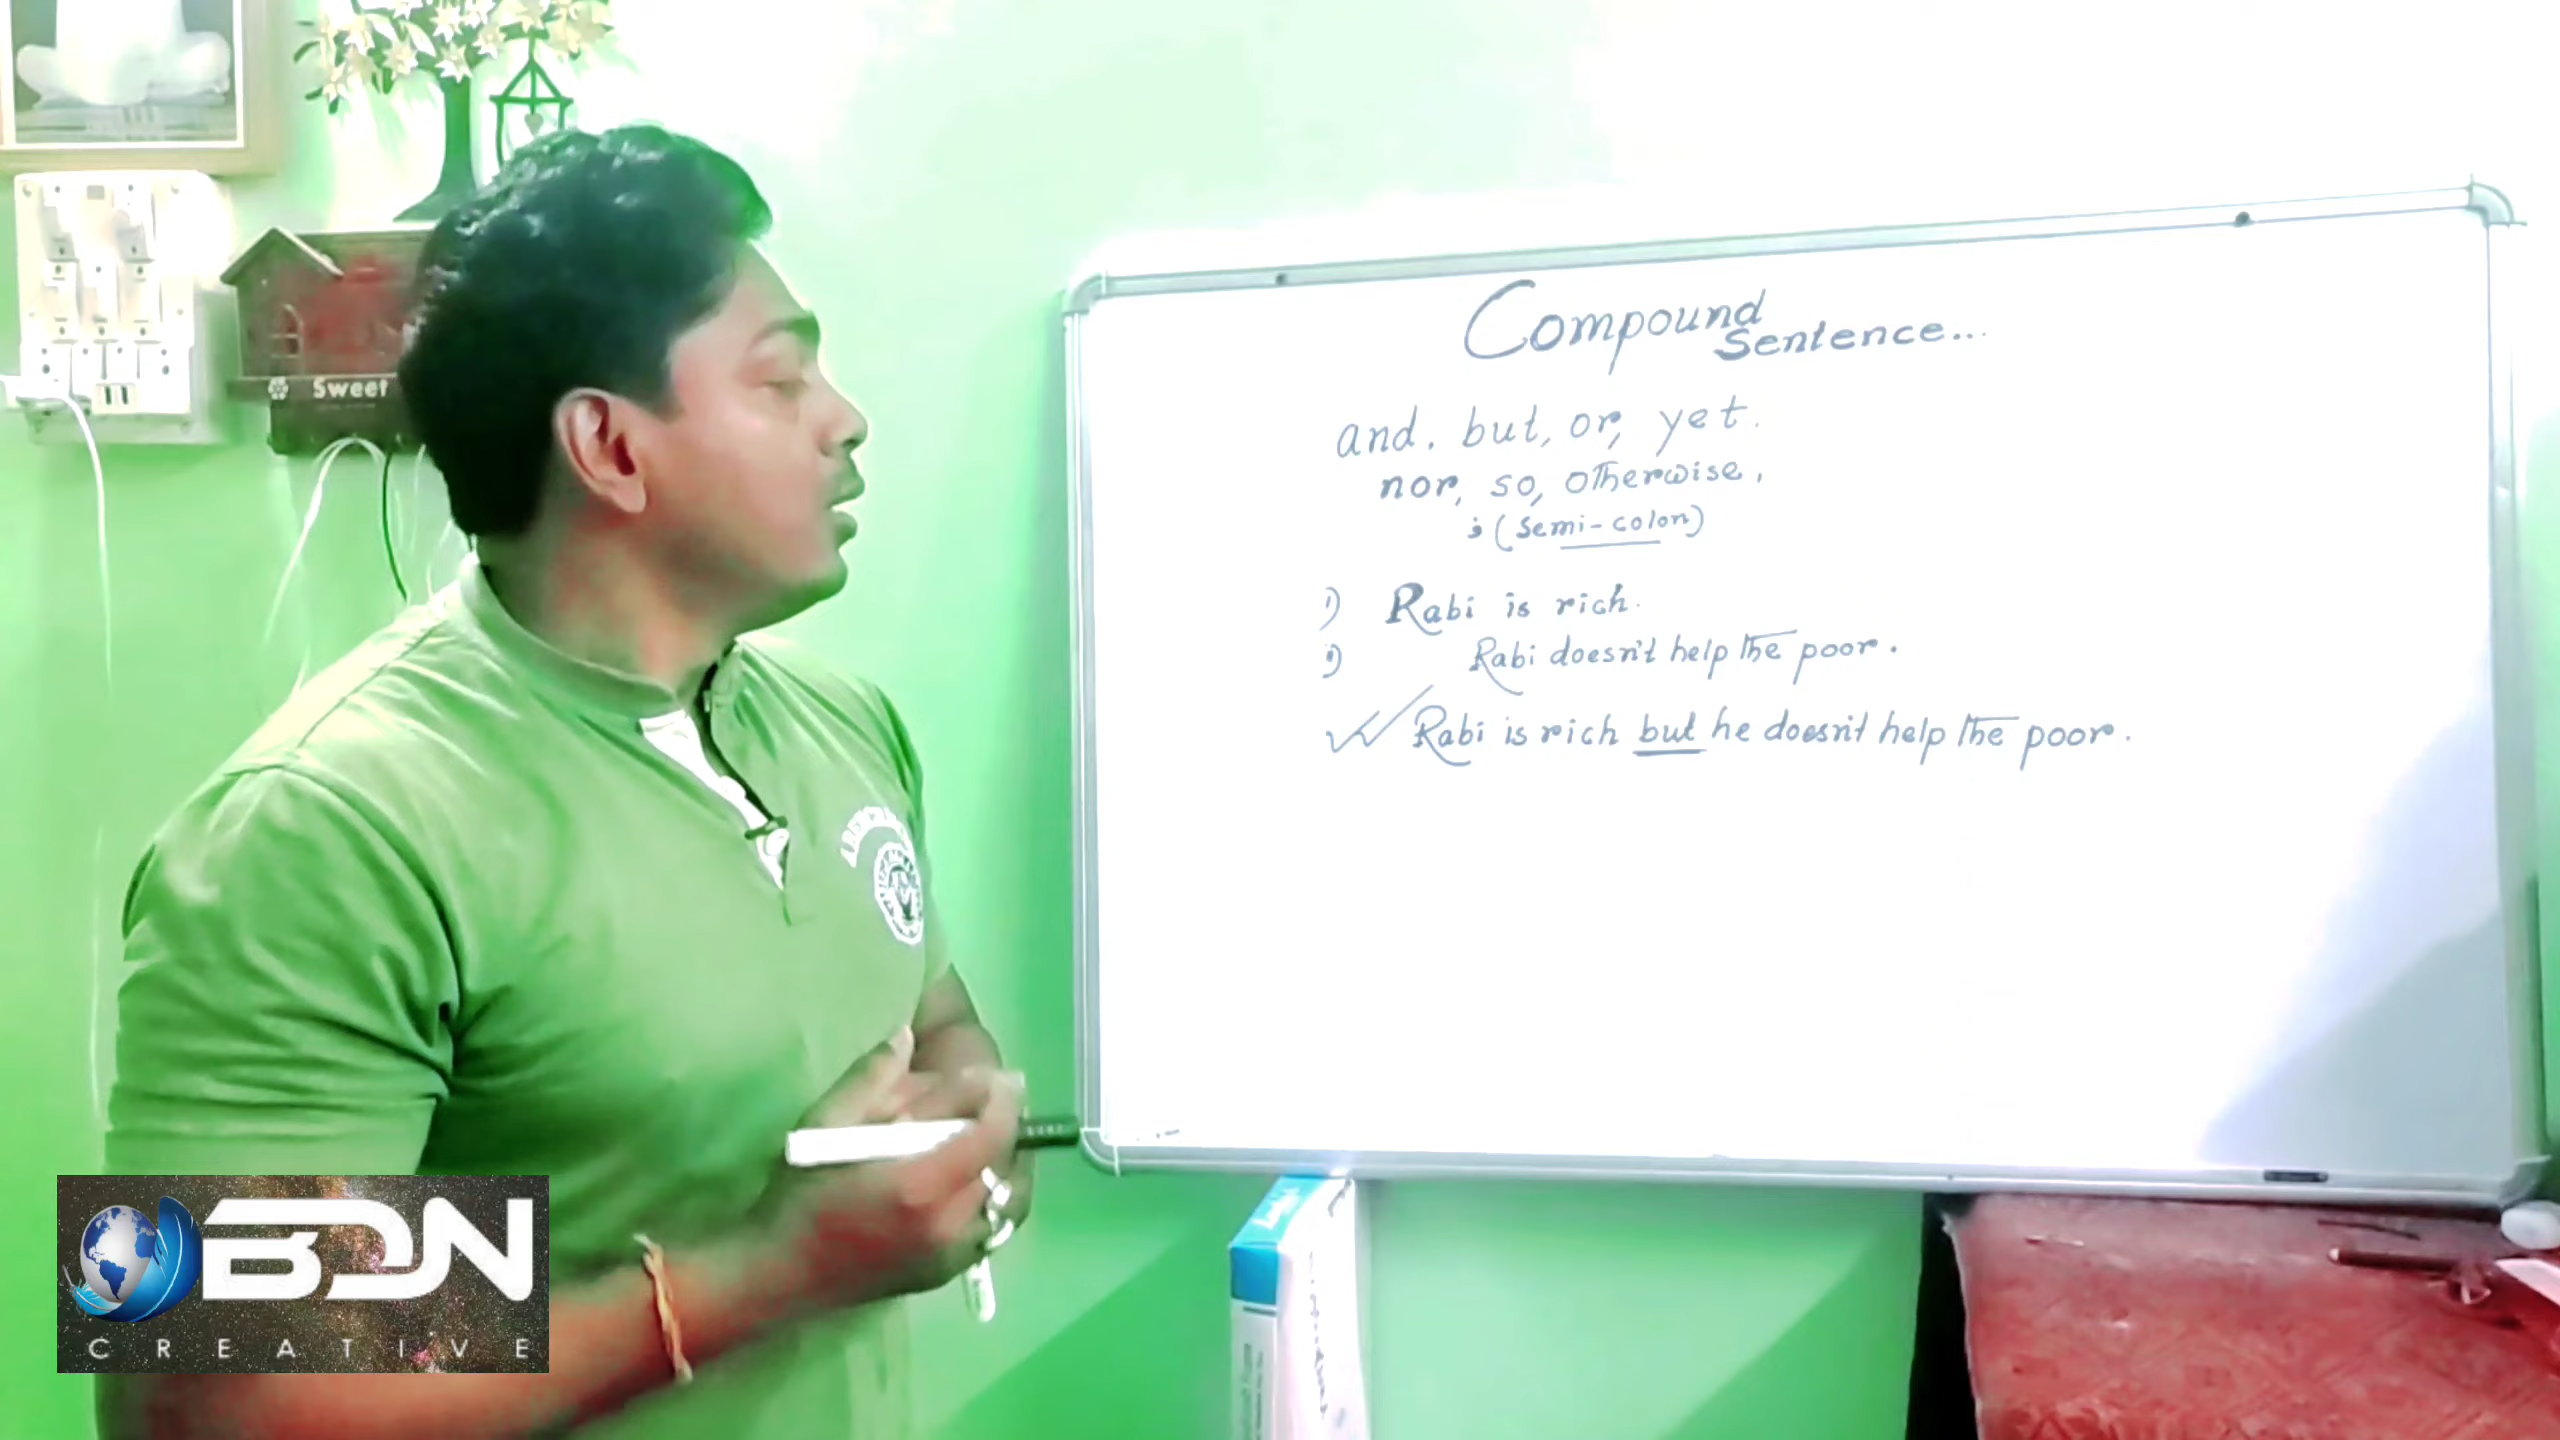 Compound
Sentence...
and. but, or, yet.
nor, so, otherwise,
; (semi-colon)
i) Rabi is rich.
ii) Rabi doesn't help the poor.
Rabi is rich but he doesn't help the poor.
Sweet
BDN
CREATIVE